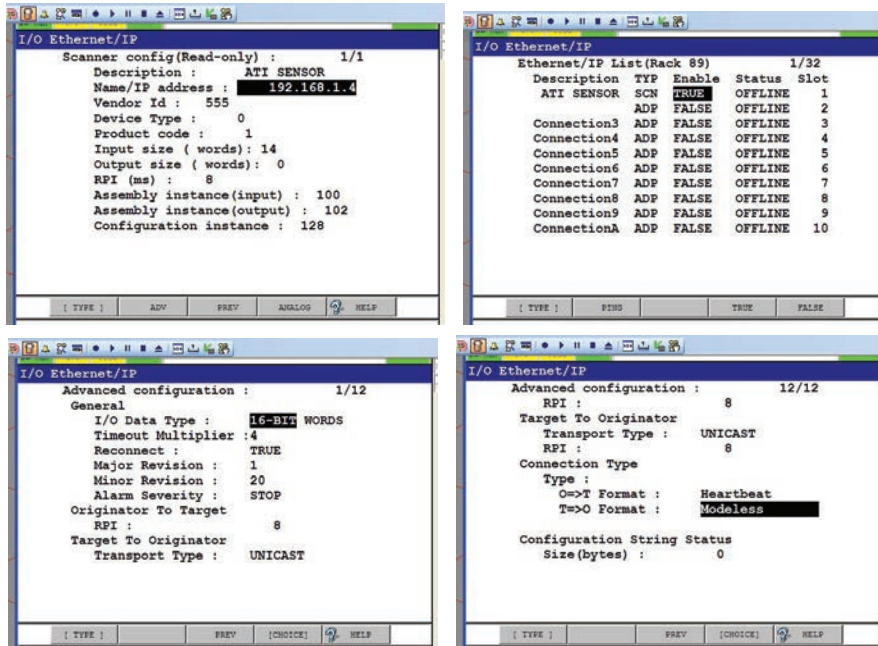 I/O Ethernet/IP
Scanner config(Read-only) : 1/1
Description : ATI SENSOR
Name/IP address : 192.168.1.4
Vendor Id : 555
Device Type : 0
Product code : 1
Input size ( words): 14
Output size ( words): 0
RPI (ms) : 8
Assembly instance(input) : 100
Assembly instance(output) : 102
Configuration instance : 128
[ TYPE ] ADV PREV ANALOG HELP
I/O Ethernet/IP
Ethernet/IP List(Rack 89) 1/32
Description TYP Enable Status Slot
ATI SENSOR SCN TRUE OFFLINE 1
ADP FALSE OFFLINE 2
Connection3 ADP FALSE OFFLINE 3
Connection4 ADP FALSE OFFLINE 4
Connection5 ADP FALSE OFFLINE 5
Connection6 ADP FALSE OFFLINE 6
Connection7 ADP FALSE OFFLINE 7
Connection8 ADP FALSE OFFLINE 8
Connection9 ADP FALSE OFFLINE 9
ConnectionA ADP FALSE OFFLINE 10
[ TYPE ] PING TRUE FALSE
I/O Ethernet/IP
Advanced configuration : 1/12
General
I/O Data Type : 16-BIT WORDS
Timeout Multiplier :4
Reconnect : TRUE
Major Revision : 1
Minor Revision : 20
Alarm Severity : STOP
Originator To Target
RPI : 8
Target To Originator
Transport Type : UNICAST
[ TYPE ] PREV [CHOICE] HELP
I/O Ethernet/IP
Advanced configuration : 12/12
RPI : 8
Target To Originator
Transport Type : UNICAST
RPI : 8
Connection Type
Type :
O=>T Format : Heartbeat
T=>O Format : Modeless
Configuration String Status
Size(bytes) : 0
[ TYPE ] PREV [CHOICE] HELP